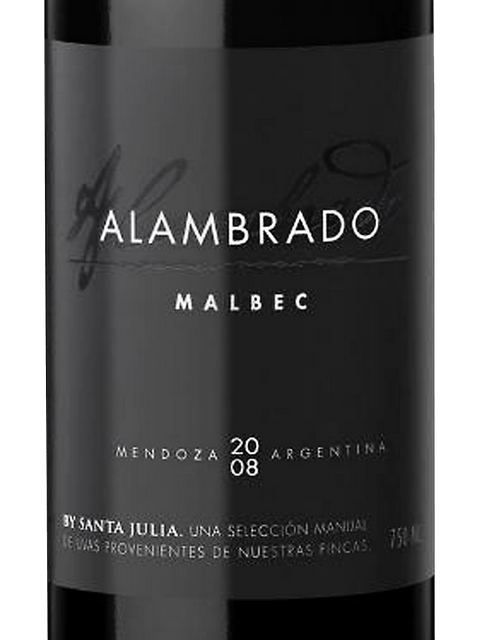 ALAMBRADO
MALBEC
MENDOZA 20 08 ARGENTINA
BY SANTA JULIA. UNA SELECCIÓN MANUAL
DE UVAS PROVENIENTES DE NUESTRAS FINCAS. 750 ML